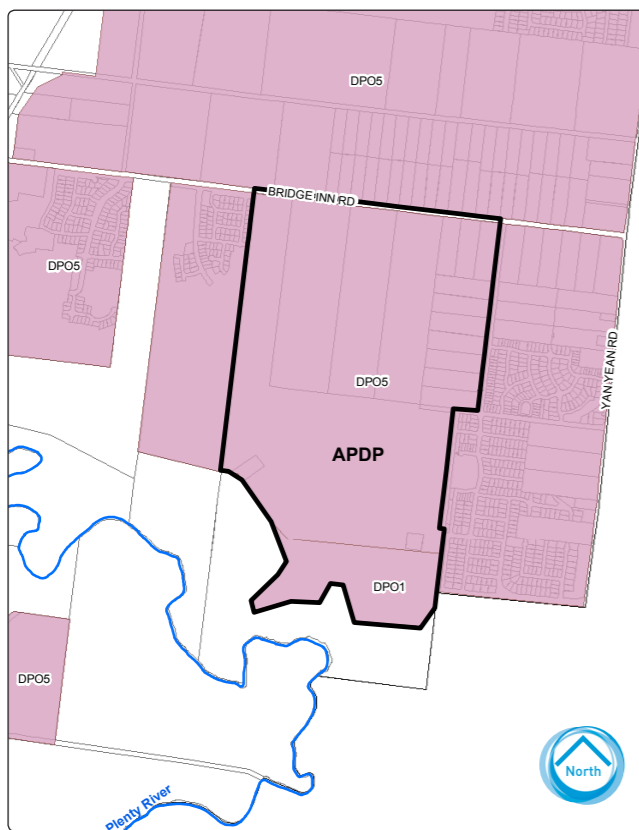 DPO5
BRIDGE INN RD
DPO5
YAN YEAN RD
DPO5
APDP
DPO1
DPO5
North
Plenty River